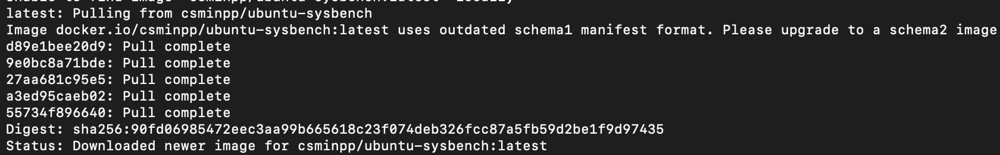 latest: Pulling from csminpp/ubuntu-sysbench
Image docker.io/csminpp/ubuntu-sysbench:latest uses outdated schema1 manifest format. Please upgrade to a schema2 image
d89e1bee20d9: Pull complete
9e0bc8a71bde: Pull complete
27aa681c95e5: Pull complete
a3ed95caeb02: Pull complete
55734f896640: Pull complete
Digest: sha256:90fd06985472eec3aa99b665618c23f074deb326fcc87a5fb59d2be1f9d97435
Status: Downloaded newer image for csminpp/ubuntu-sysbench:latest